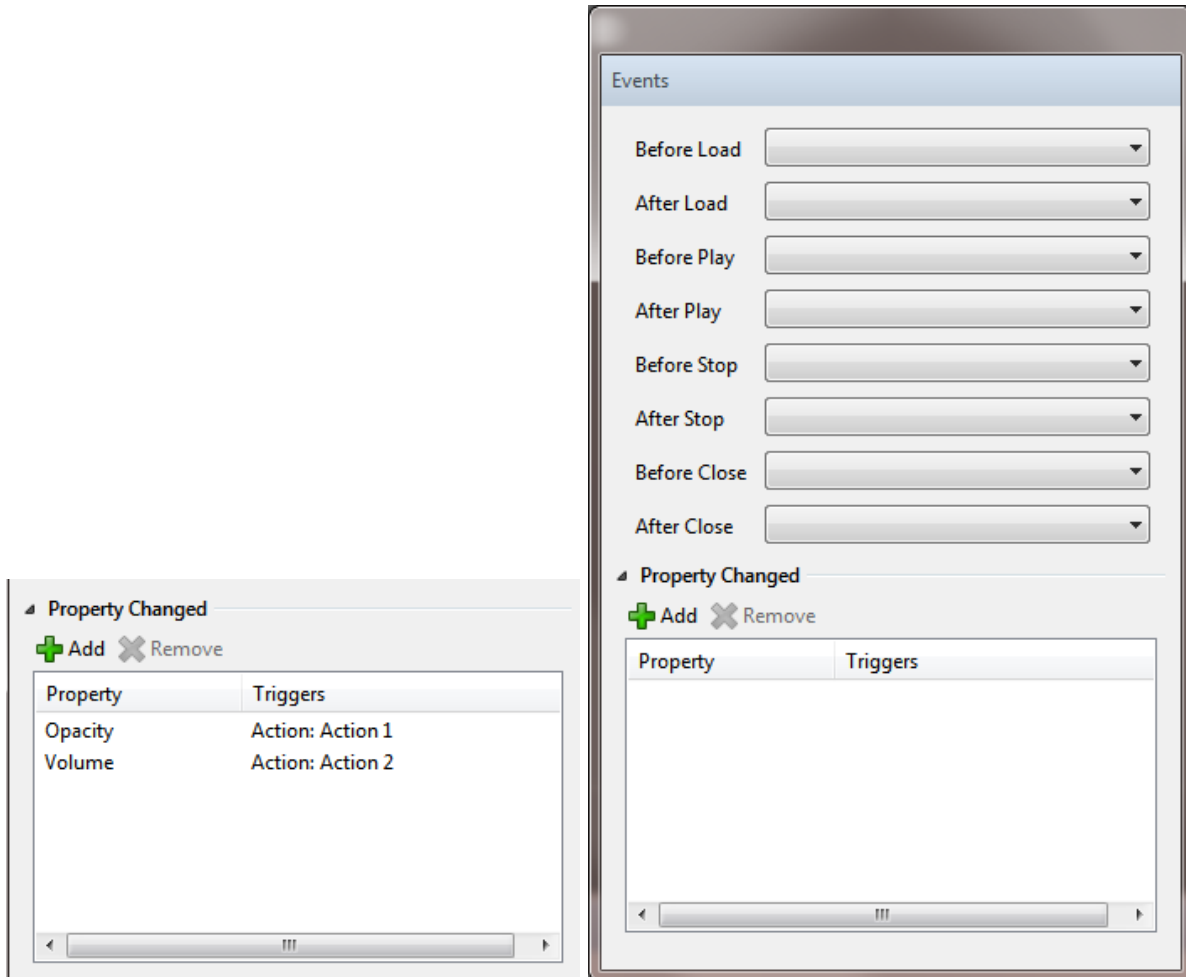 Property Changed
Add Remove
Property Triggers
Opacity Action: Action 1
Volume Action: Action 2
Events
Before Load
After Load
Before Play
After Play
Before Stop
After Stop
Before Close
After Close
Property Changed
Add Remove
Property Triggers